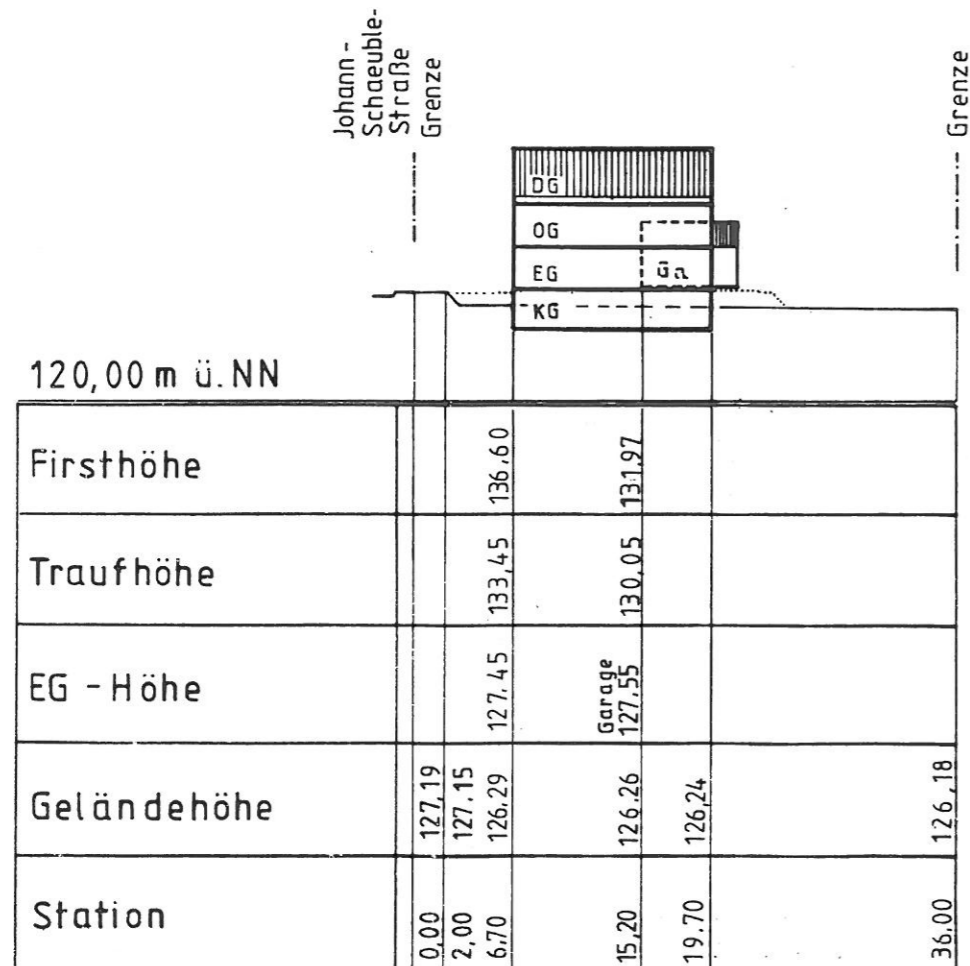 Johann-
Schaeuble-
Straße
Grenze
Grenze
DG
OG
EG
Ga
KG
120,00 m ü. NN
Firsthöhe
136.60
131.97
Traufhöhe
133,45
130,05
EG - Höhe
127.45
Garage
127.55
Geländehöhe
127,19
127.15
126.29
126.26
126,24
126,18
Station
0,00
2,00
6.70
15,20
19.70
36.00